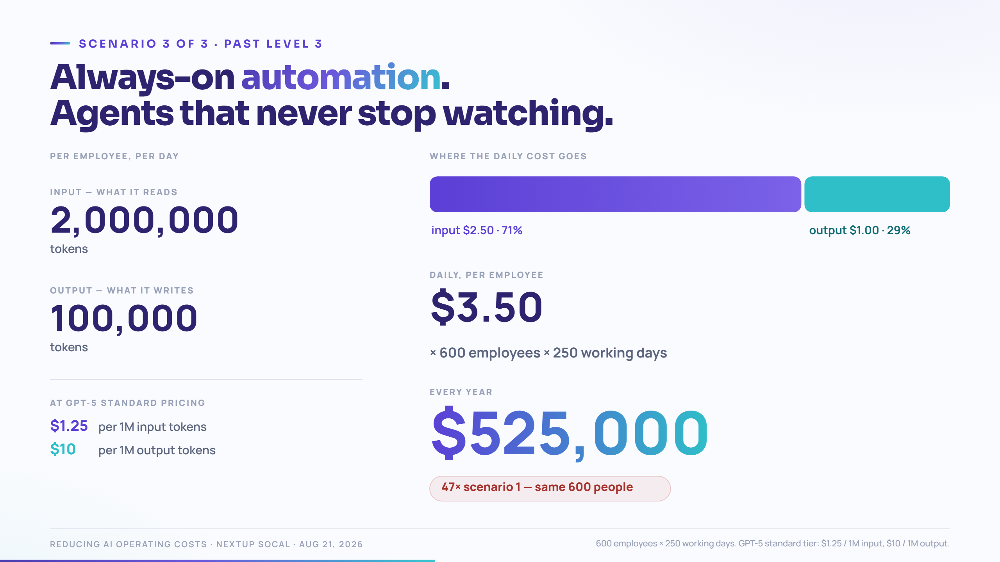 SCENARIO 3 OF 3 · PAST LEVEL 3
Always-on automation.
Agents that never stop watching.
PER EMPLOYEE, PER DAY
INPUT — WHAT IT READS
2,000,000
tokens
OUTPUT — WHAT IT WRITES
100,000
tokens
AT GPT-5 STANDARD PRICING
$1.25 per 1M input tokens
$10 per 1M output tokens
WHERE THE DAILY COST GOES
input $2.50 · 71%
output $1.00 · 29%
DAILY, PER EMPLOYEE
$3.50
× 600 employees × 250 working days
EVERY YEAR
$525,000
47× scenario 1 — same 600 people
REDUCING AI OPERATING COSTS · NEXTUP SOCAL · AUG 21, 2026
600 employees × 250 working days. GPT-5 standard tier: $1.25 / 1M input, $10 / 1M output.